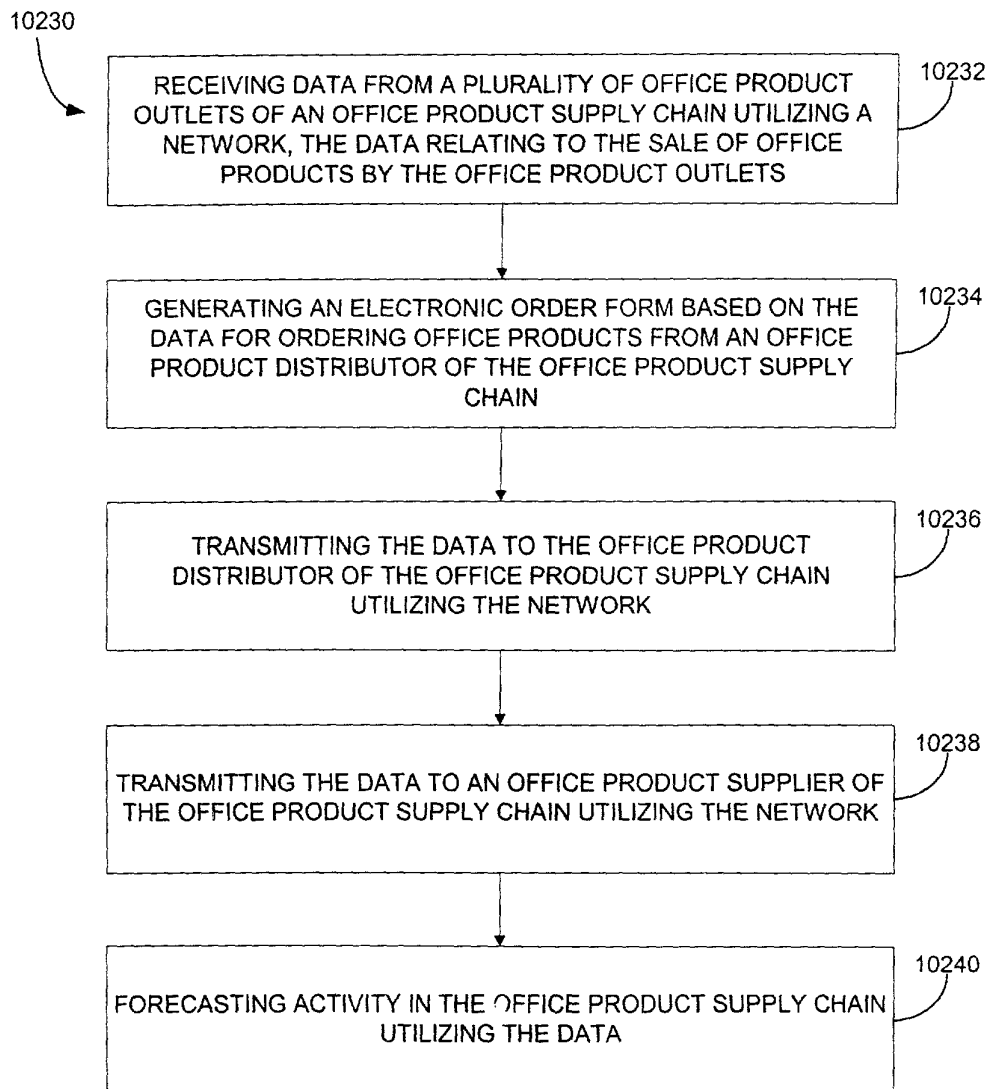 10230
RECEIVING DATA FROM A PLURALITY OF OFFICE PRODUCT
OUTLETS OF AN OFFICE PRODUCT SUPPLY CHAIN UTILIZING A
NETWORK, THE DATA RELATING TO THE SALE OF OFFICE
PRODUCTS BY THE OFFICE PRODUCT OUTLETS
10232
GENERATING AN ELECTRONIC ORDER FORM BASED ON THE
DATA FOR ORDERING OFFICE PRODUCTS FROM AN OFFICE
PRODUCT DISTRIBUTOR OF THE OFFICE PRODUCT SUPPLY
CHAIN
10234
TRANSMITTING THE DATA TO THE OFFICE PRODUCT
DISTRIBUTOR OF THE OFFICE PRODUCT SUPPLY CHAIN
UTILIZING THE NETWORK
10236
TRANSMITTING THE DATA TO AN OFFICE PRODUCT SUPPLIER OF
THE OFFICE PRODUCT SUPPLY CHAIN UTILIZING THE NETWORK
10238
FORECASTING ACTIVITY IN THE OFFICE PRODUCT SUPPLY CHAIN
UTILIZING THE DATA
10240